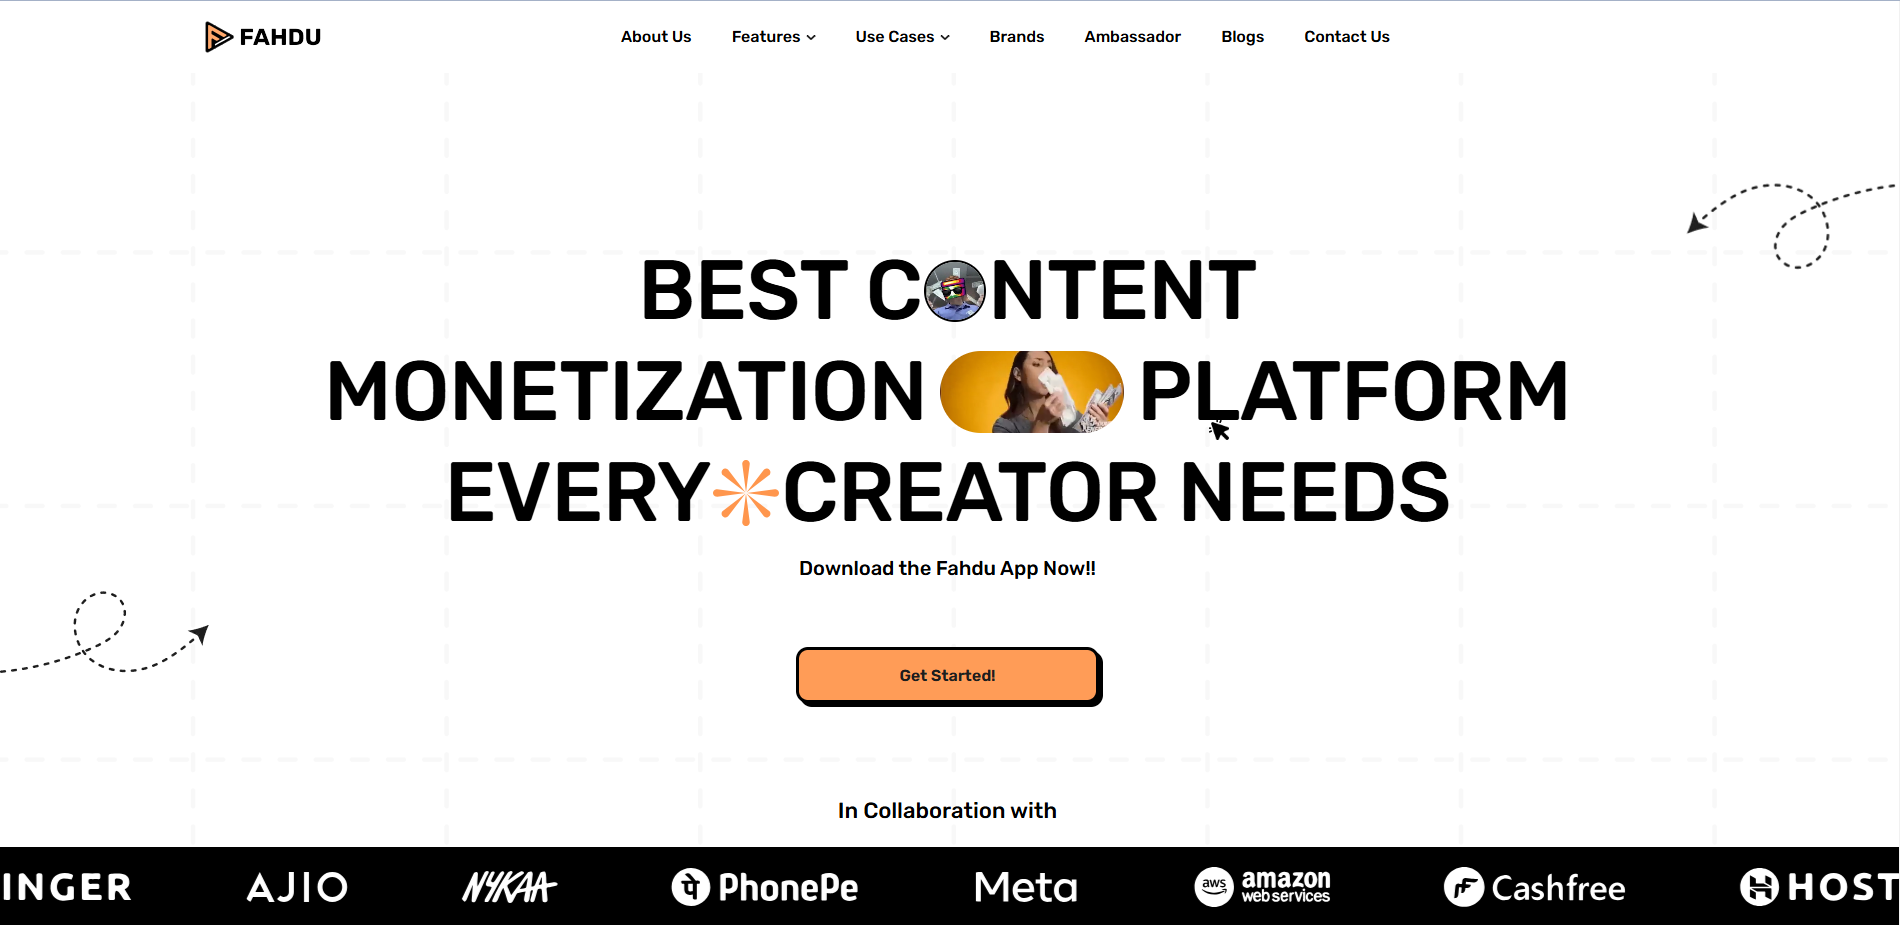 FAHDU
About Us Features Use Cases Brands Ambassador Blogs Contact Us
BEST CONTENT
MONETIZATION PLATFORM
EVERY CREATOR NEEDS
Download the Fahdu App Now!!
Get Started!
In Collaboration with
INGER AJIO NYKAA PhonePe Meta aws amazon web services Cashfree HOST